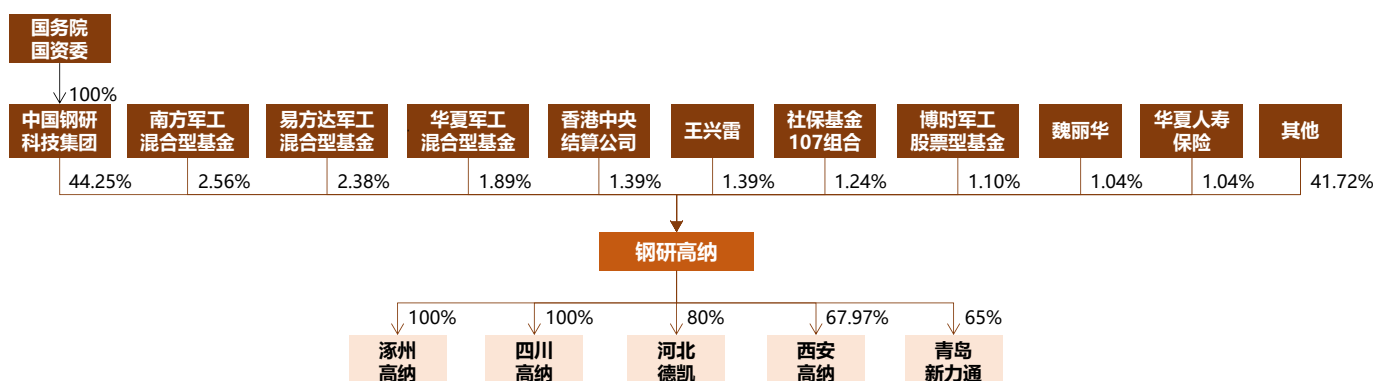 国务院
国资委
100%
中国钢研
科技集团
南方军工
混合型基金
易方达军工
混合型基金
华夏军工
混合型基金
香港中央
结算公司
王兴雷
社保基金
107组合
博时军工
股票型基金
魏丽华
华夏人寿
保险
其他
44.25%
2.56%
2.38%
1.89%
1.39%
1.39%
1.24%
1.10%
1.04%
1.04%
41.72%
钢研高纳
100%
100%
80%
67.97%
65%
涿州
高纳
四川
高纳
河北
德凯
西安
高纳
青岛
新力通